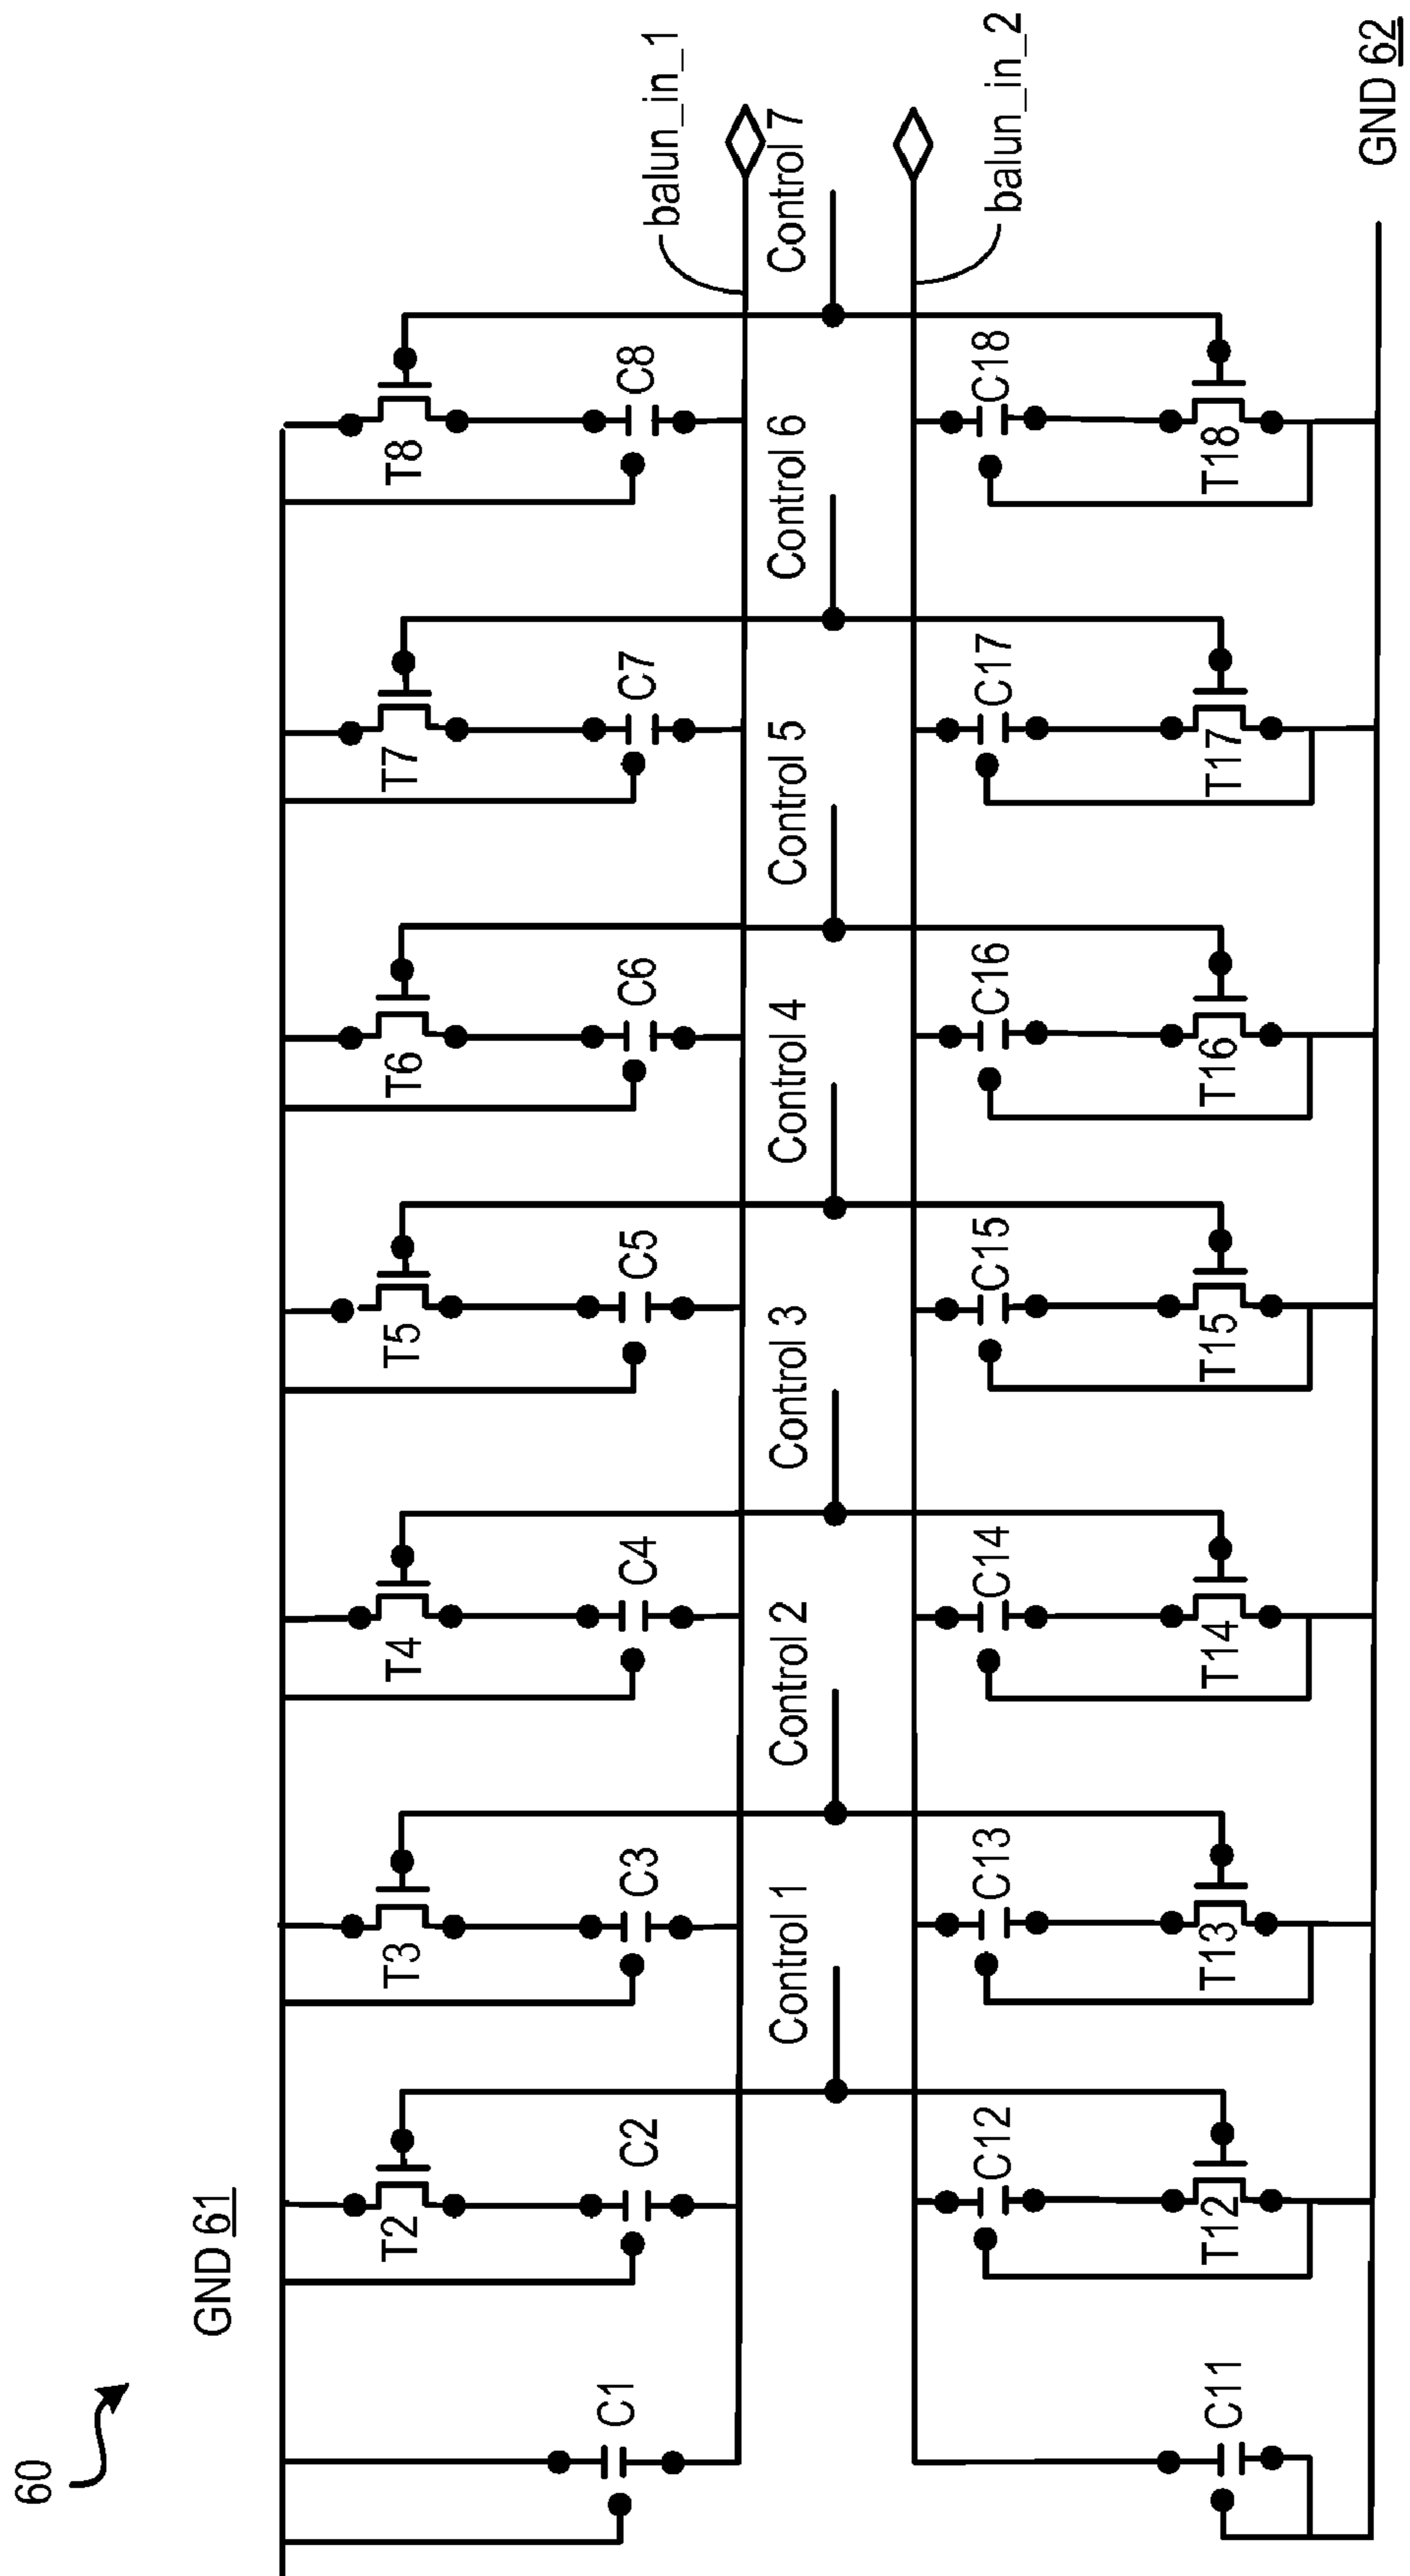 60
GND 61
T2
T3
T4
T5
T6
T7
T8
C1
C2
C3
C4
C5
C6
C7
C8
balun_in_1
Control 1
Control 2
Control 3
Control 4
Control 5
Control 6
Control 7
balun_in_2
C12
C13
C14
C15
C16
C17
C18
C11
T12
T13
T14
T15
T16
T17
T18
GND 62